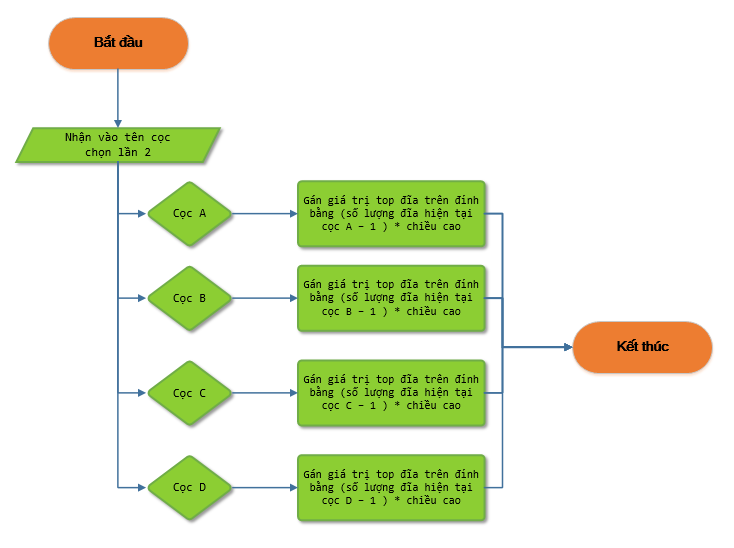 Bắt đầu
Nhận vào tên cọc
chọn lần 2
Cọc A
Gán giá trị top đĩa trên đỉnh
bằng (số lượng đĩa hiện tại
cọc A – 1 ) * chiều cao
Cọc B
Gán giá trị top đĩa trên đỉnh
bằng (số lượng đĩa hiện tại
cọc B – 1 ) * chiều cao
Kết thúc
Cọc C
Gán giá trị top đĩa trên đỉnh
bằng (số lượng đĩa hiện tại
cọc C – 1 ) * chiều cao
Cọc D
Gán giá trị top đĩa trên đỉnh
bằng (số lượng đĩa hiện tại
cọc D – 1 ) * chiều cao